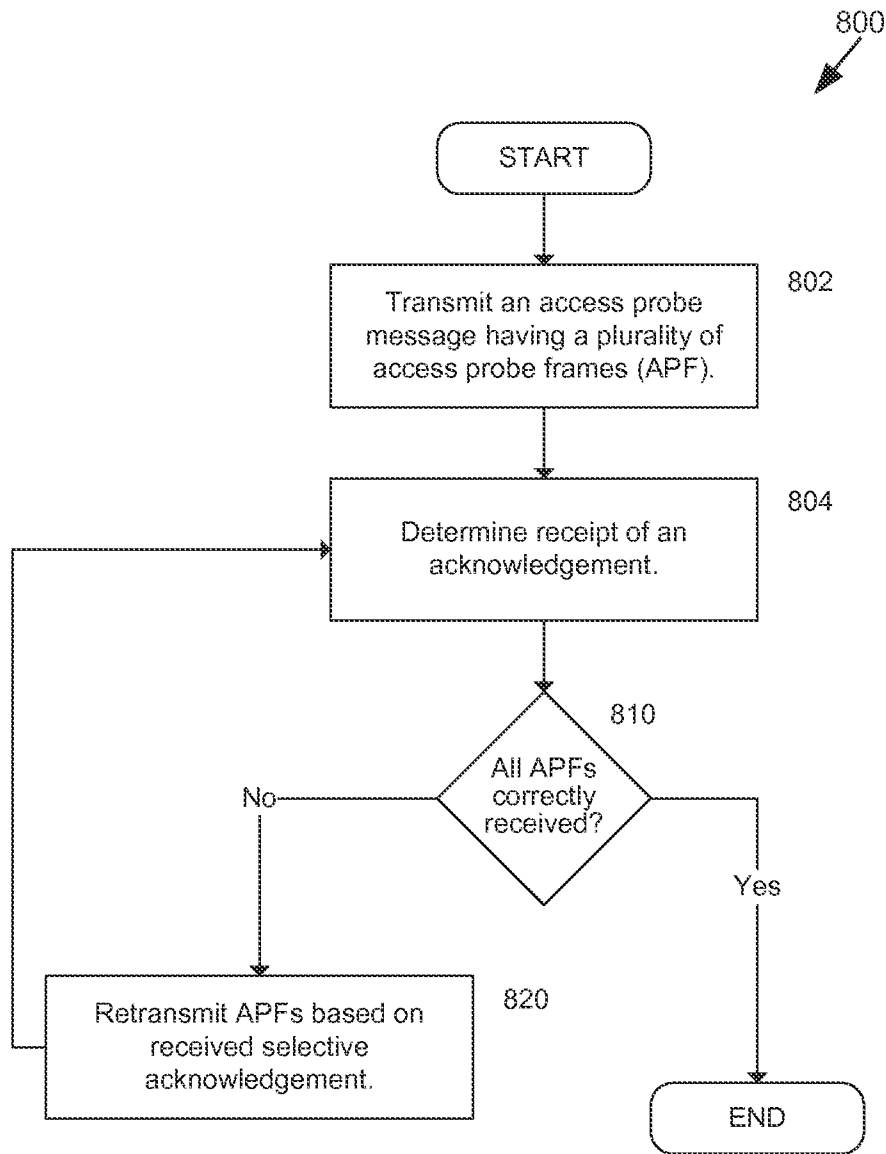 800
START
802
Transmit an access probe
message having a plurality of
access probe frames (APF).
804
Determine receipt of an
acknowledgement.
810
All APFs
correctly
received?
No
Yes
820
Retransmit APFs based on
received selective
acknowledgement.
END